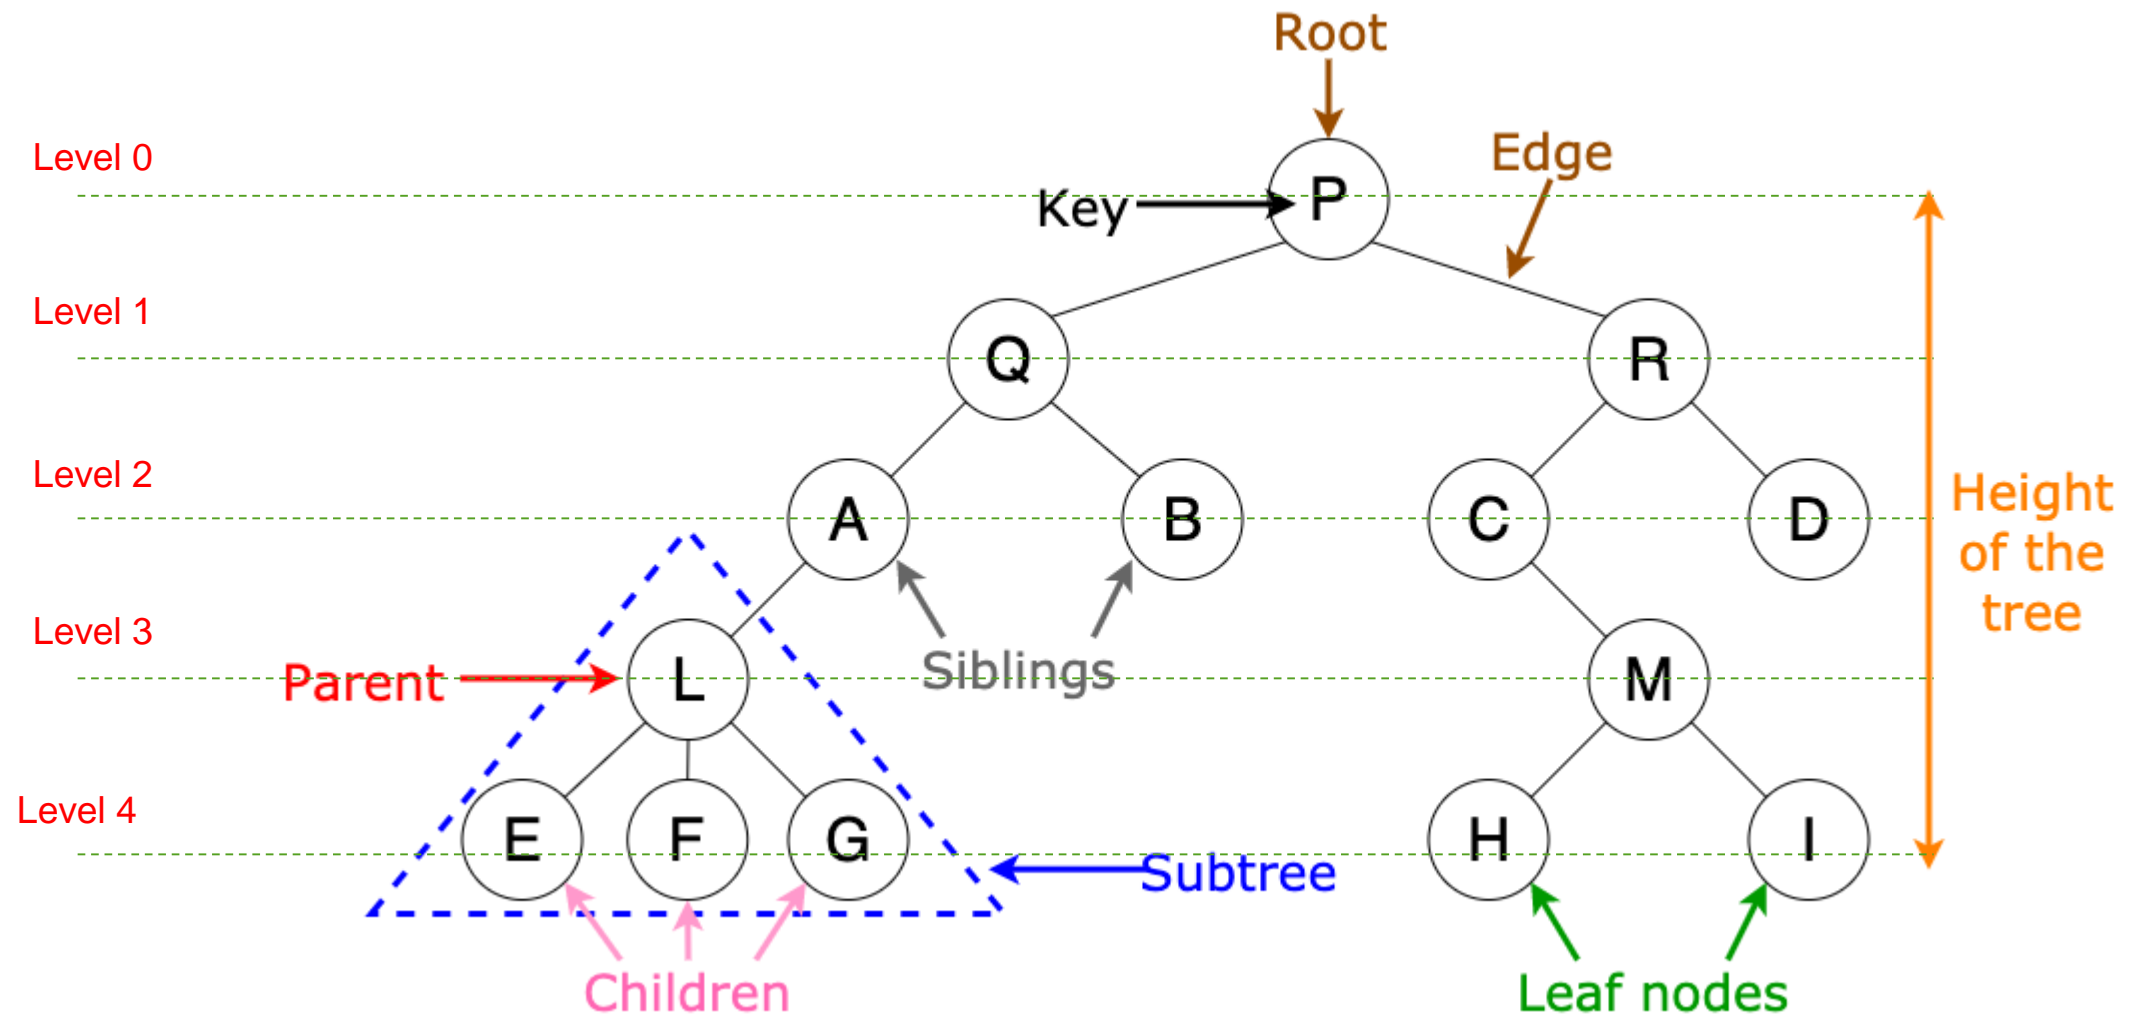 Root
Level 0
Edge
P
Key
Level 1
Q
R
Level 2
A
B
C
D
Height
of the
tree
Level 3
Parent
L
Siblings
M
Level 4
E
F
G
H
I
Subtree
Children
Leaf nodes